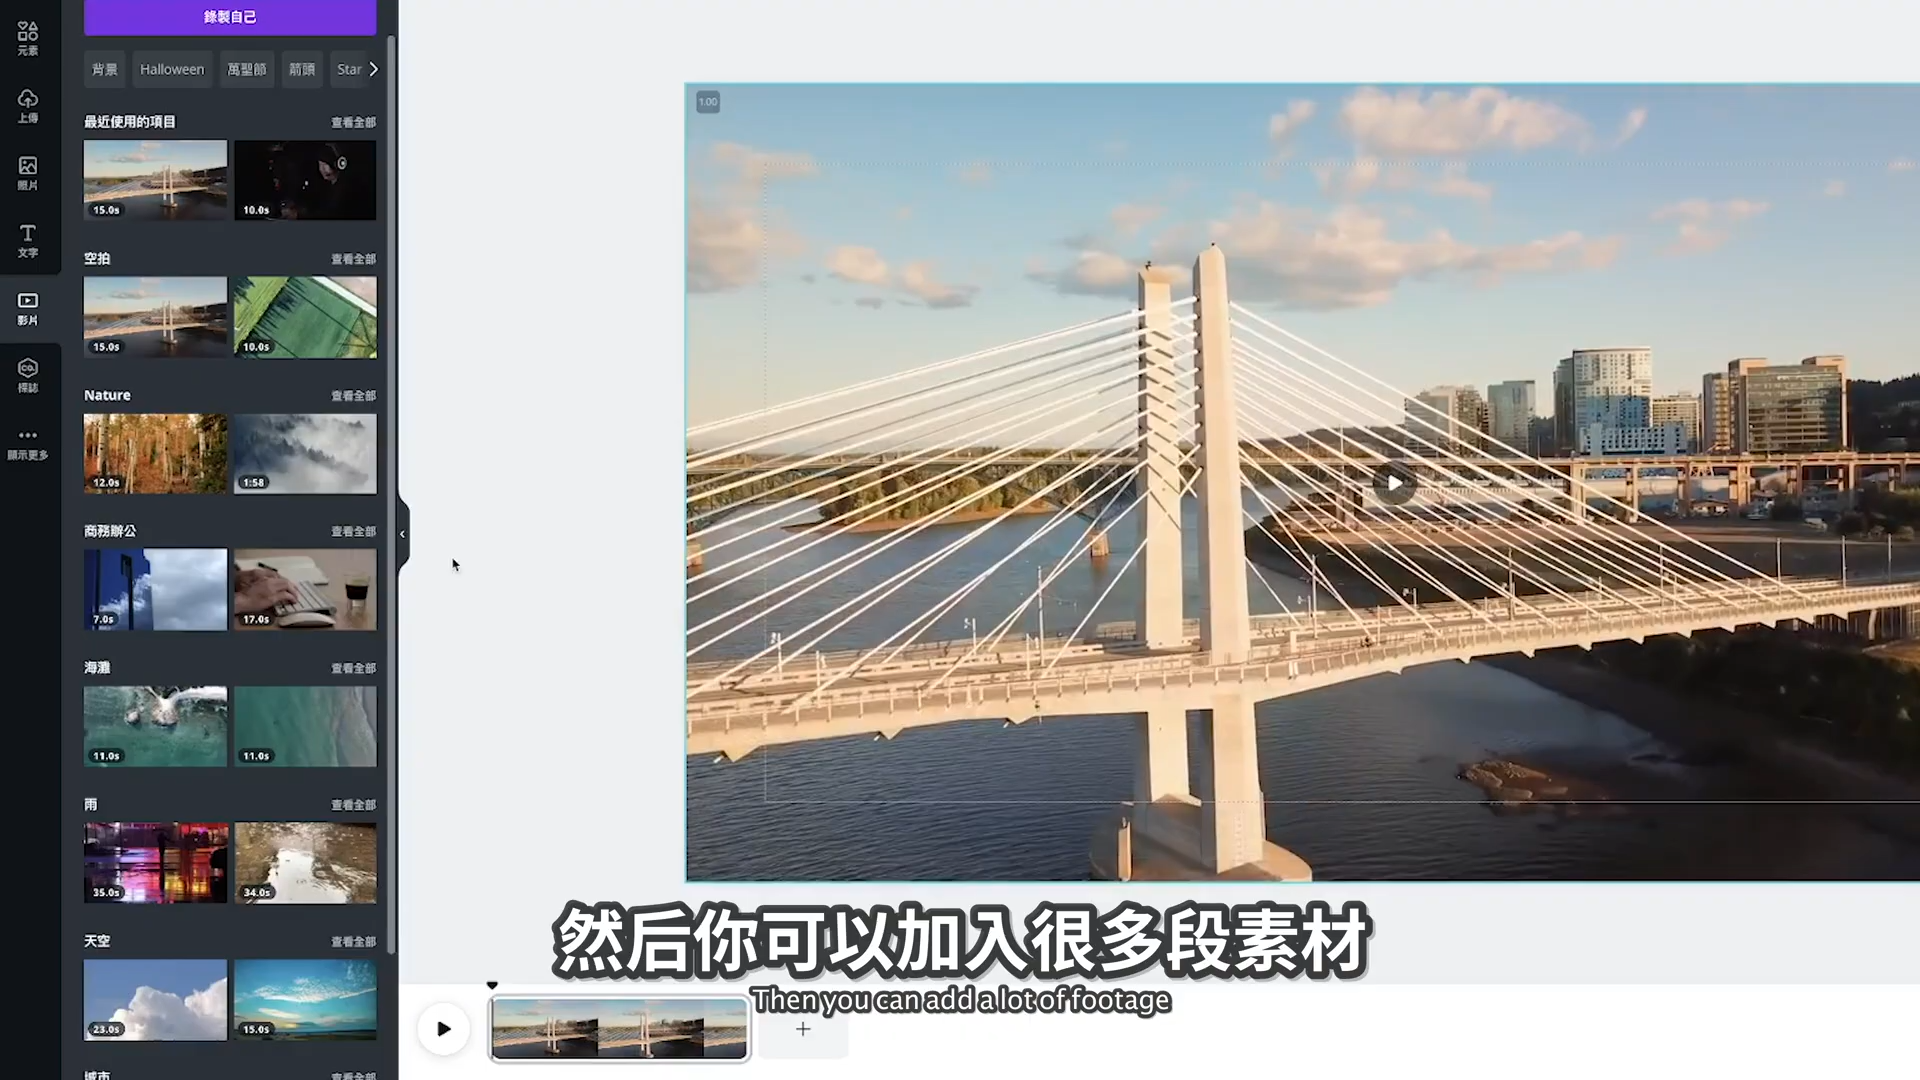 元素
上傳
照片
文字
影片
標誌
顯示更多
錄製自己
背景 Halloween 萬聖節 箭頭 Star
最近使用的項目 查看全部
15.0s 10.0s
空拍 查看全部
15.0s 10.0s
Nature 查看全部
12.0s 1:58
商務辦公 查看全部
7.0s 17.0s
海灘 查看全部
11.0s 11.0s
雨 查看全部
35.0s 34.0s
天空 查看全部
23.0s 15.0s
城市 查看全部
1.00
然后你可以加入很多段素材
Then you can add a lot of footage